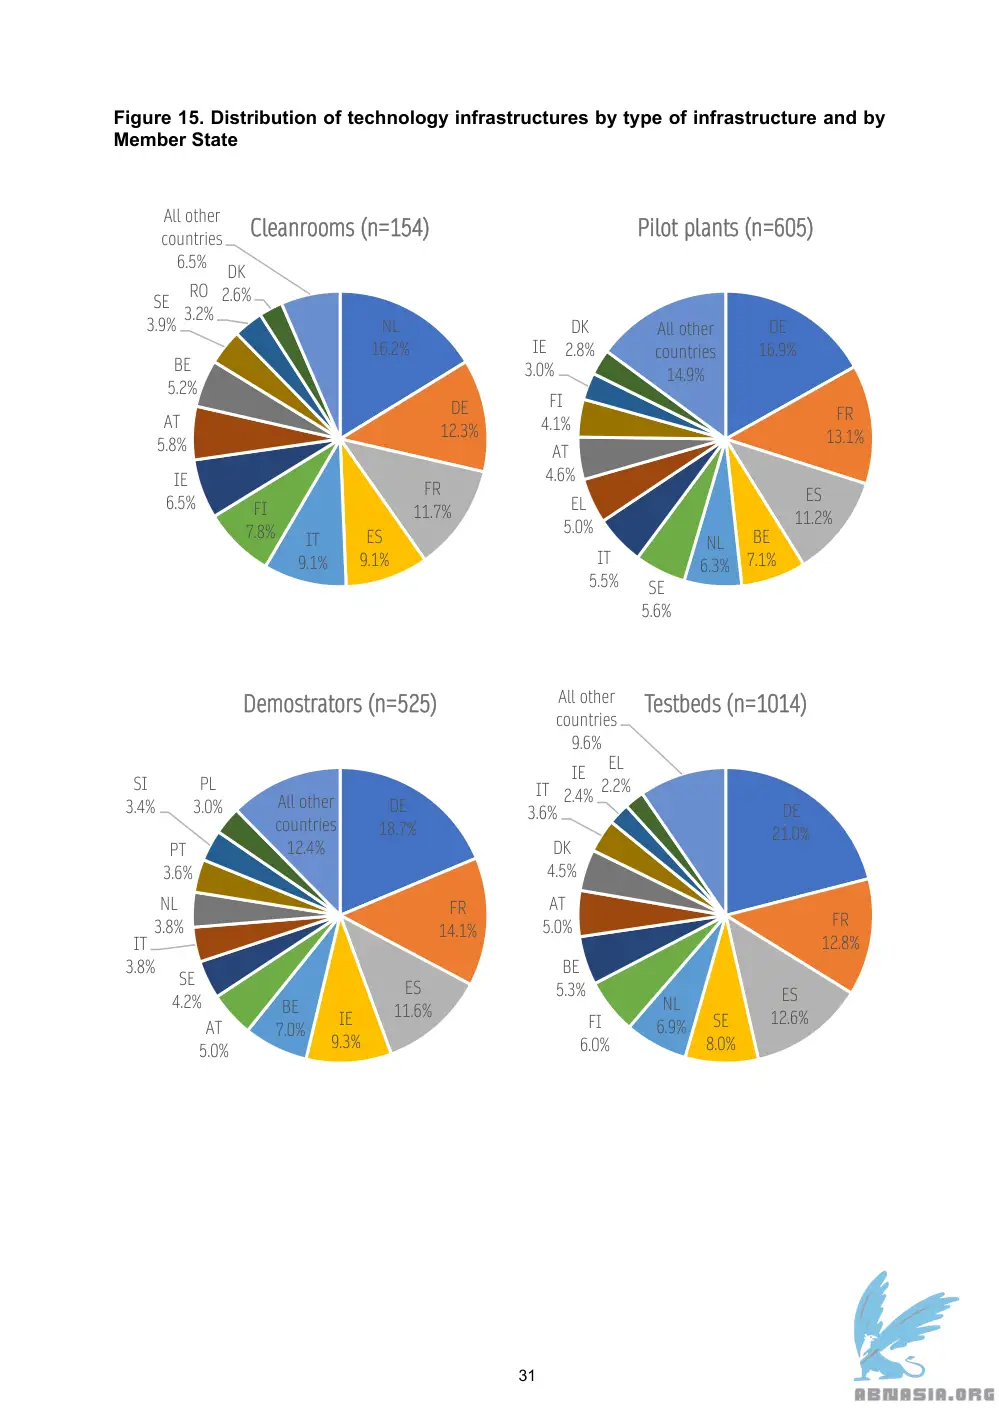 Figure 15. Distribution of technology infrastructures by type of infrastructure and by
Member State
Cleanrooms (n=154)
All other
countries
6.5%
DK
2.6%
RO
3.2%
SE
3.9%
BE
5.2%
AT
5.8%
IE
6.5%
FI
7.8%
IT
9.1%
ES
9.1%
FR
11.7%
DE
12.3%
NL
16.2%
Pilot plants (n=605)
All other
countries
14.9%
DK
2.8%
IE
3.0%
FI
4.1%
AT
4.6%
EL
5.0%
IT
5.5%
SE
5.6%
NL
6.3%
BE
7.1%
ES
11.2%
FR
13.1%
DE
16.9%
Demostrators (n=525)
All other
countries
12.4%
PL
3.0%
SI
3.4%
PT
3.6%
NL
3.8%
IT
3.8%
SE
4.2%
AT
5.0%
BE
7.0%
IE
9.3%
ES
11.6%
FR
14.1%
DE
18.7%
Testbeds (n=1014)
All other
countries
9.6%
EL
2.2%
IE
2.4%
IT
3.6%
DK
4.5%
AT
5.0%
BE
5.3%
FI
6.0%
NL
6.9%
SE
8.0%
ES
12.6%
FR
12.8%
DE
21.0%
31
ABNASIA.ORG